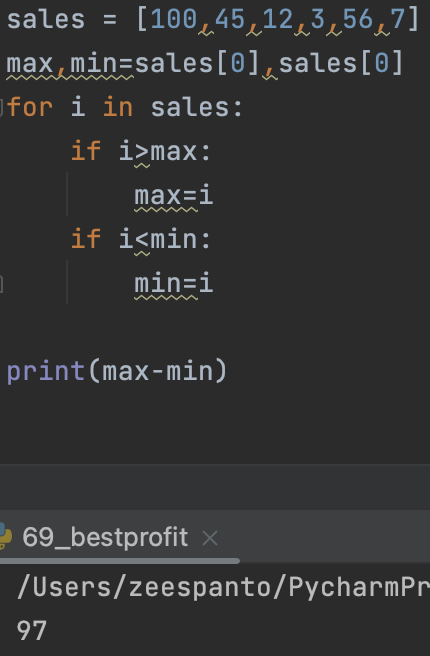 sales = [100,45,12,3,56,7]
max,min=sales[0],sales[0]
for i in sales:
    if i>max:
        max=i
    if i<min:
        min=i
print(max-min)
69_bestprofit ×
/Users/zeespanto/PycharmPr
97